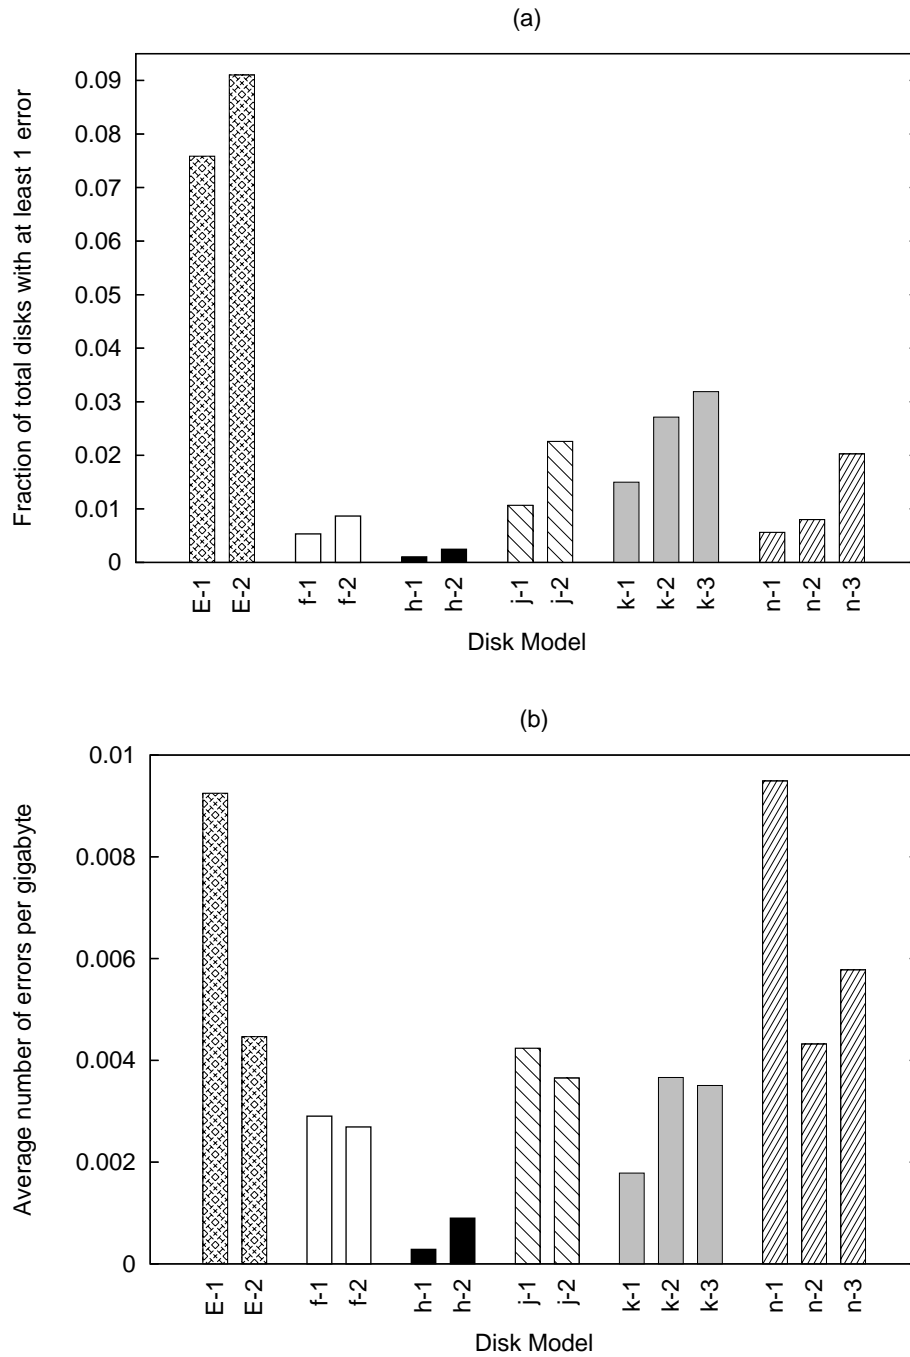 (a)
Fraction of total disks with at least 1 error
0.09
0.08
0.07
0.06
0.05
0.04
0.03
0.02
0.01
0
E-1 E-2 f-1 f-2 h-1 h-2 j-1 j-2 k-1 k-2 k-3 n-1 n-2 n-3
Disk Model
(b)
Average number of errors per gigabyte
0.01
0.008
0.006
0.004
0.002
0
E-1 E-2 f-1 f-2 h-1 h-2 j-1 j-2 k-1 k-2 k-3 n-1 n-2 n-3
Disk Model